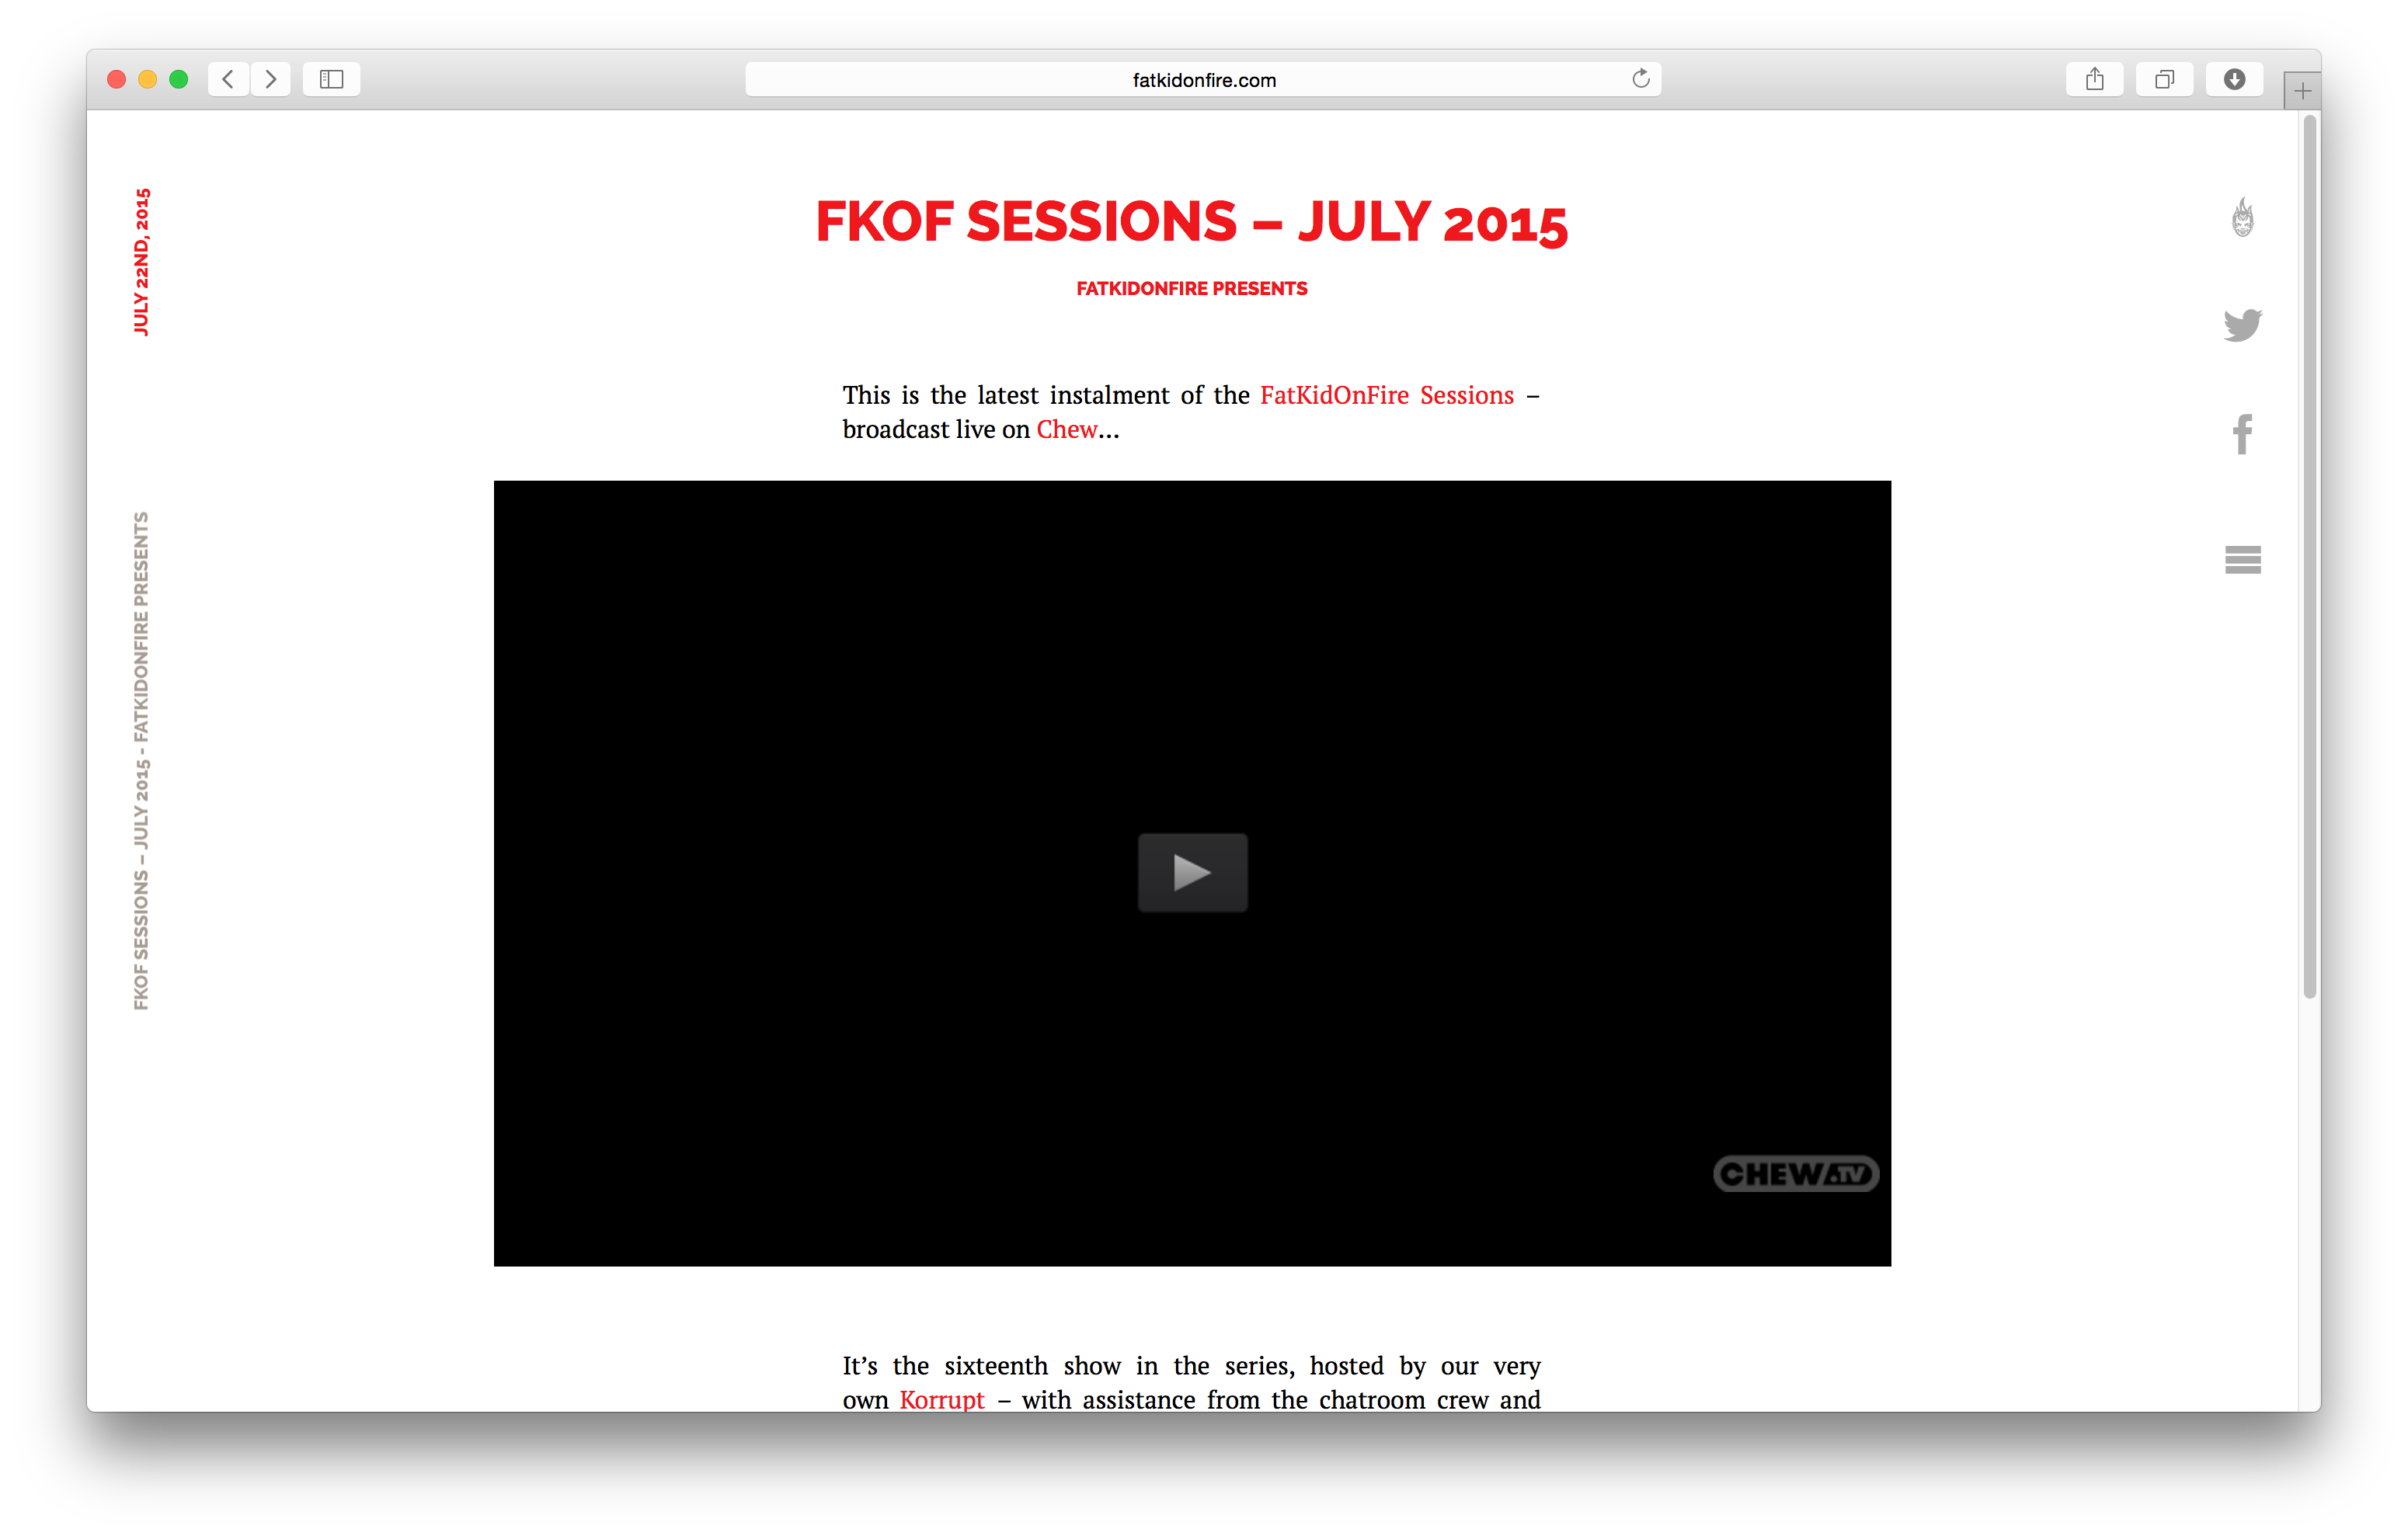 fatkidonfire.com
JULY 22ND, 2015
FKOF SESSIONS – JULY 2015
FATKIDONFIRE PRESENTS
This is the latest instalment of the FatKidOnFire Sessions –
broadcast live on Chew…
FKOF SESSIONS – JULY 2015 - FATKIDONFIRE PRESENTS
CHEW.TV
It’s the sixteenth show in the series, hosted by our very
own Korrupt – with assistance from the chatroom crew and